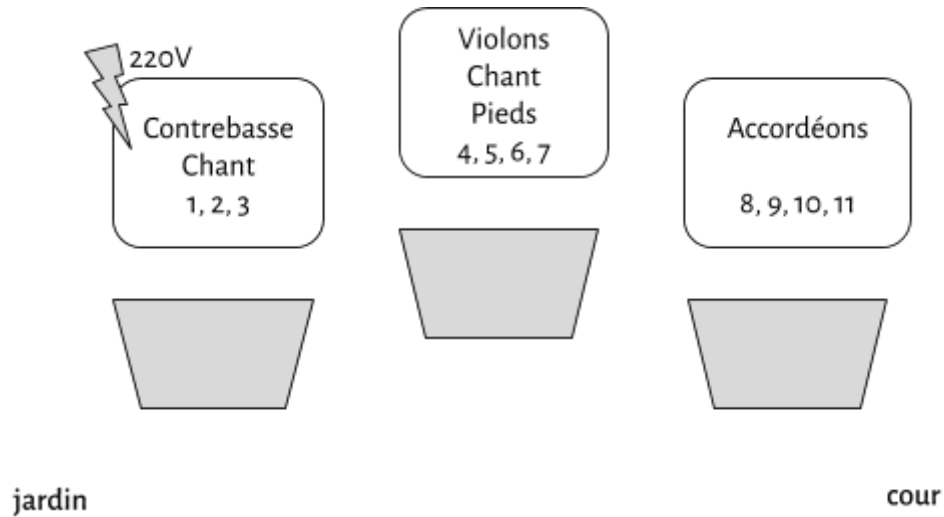 220V
Contrebasse
Chant
1, 2, 3
Violons
Chant
Pieds
4, 5, 6, 7
Accordéons
8, 9, 10, 11
jardin
cour